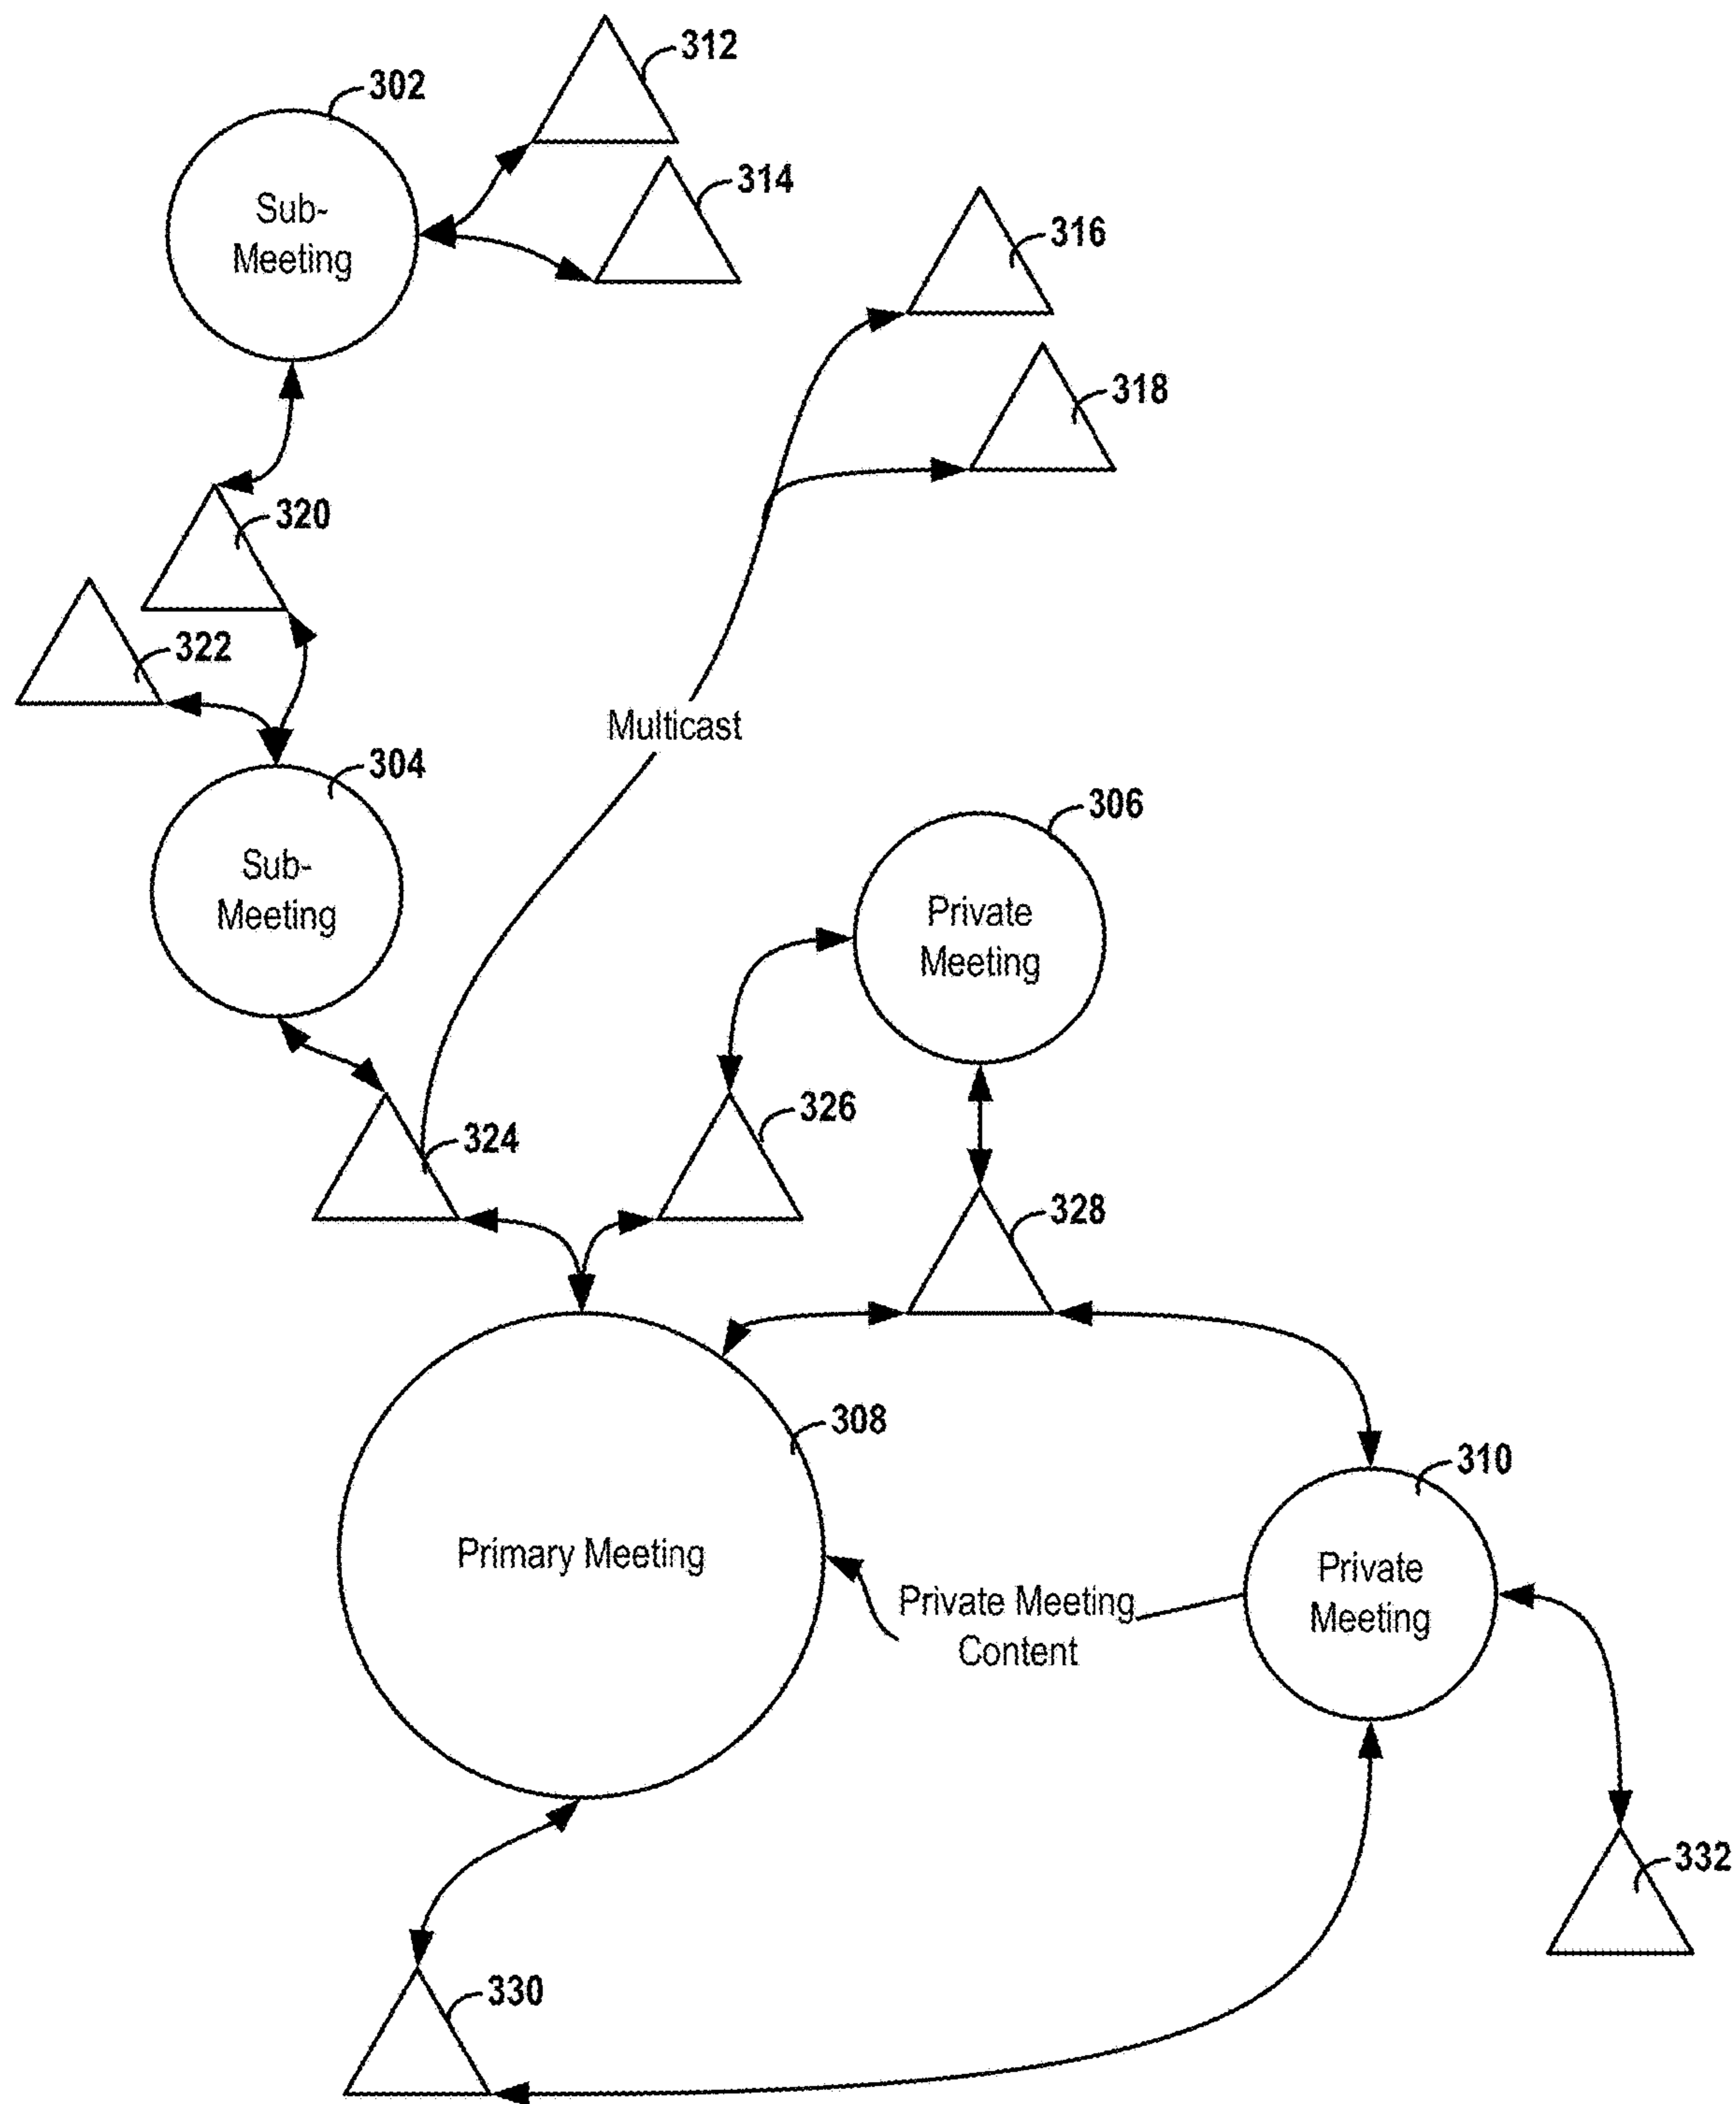 312
302
314
Sub-
Meeting
316
318
320
322
Multicast
304
306
Sub-
Meeting
Private
Meeting
326
324
328
308
310
Primary Meeting
Private
Meeting
Private Meeting
Content
332
330